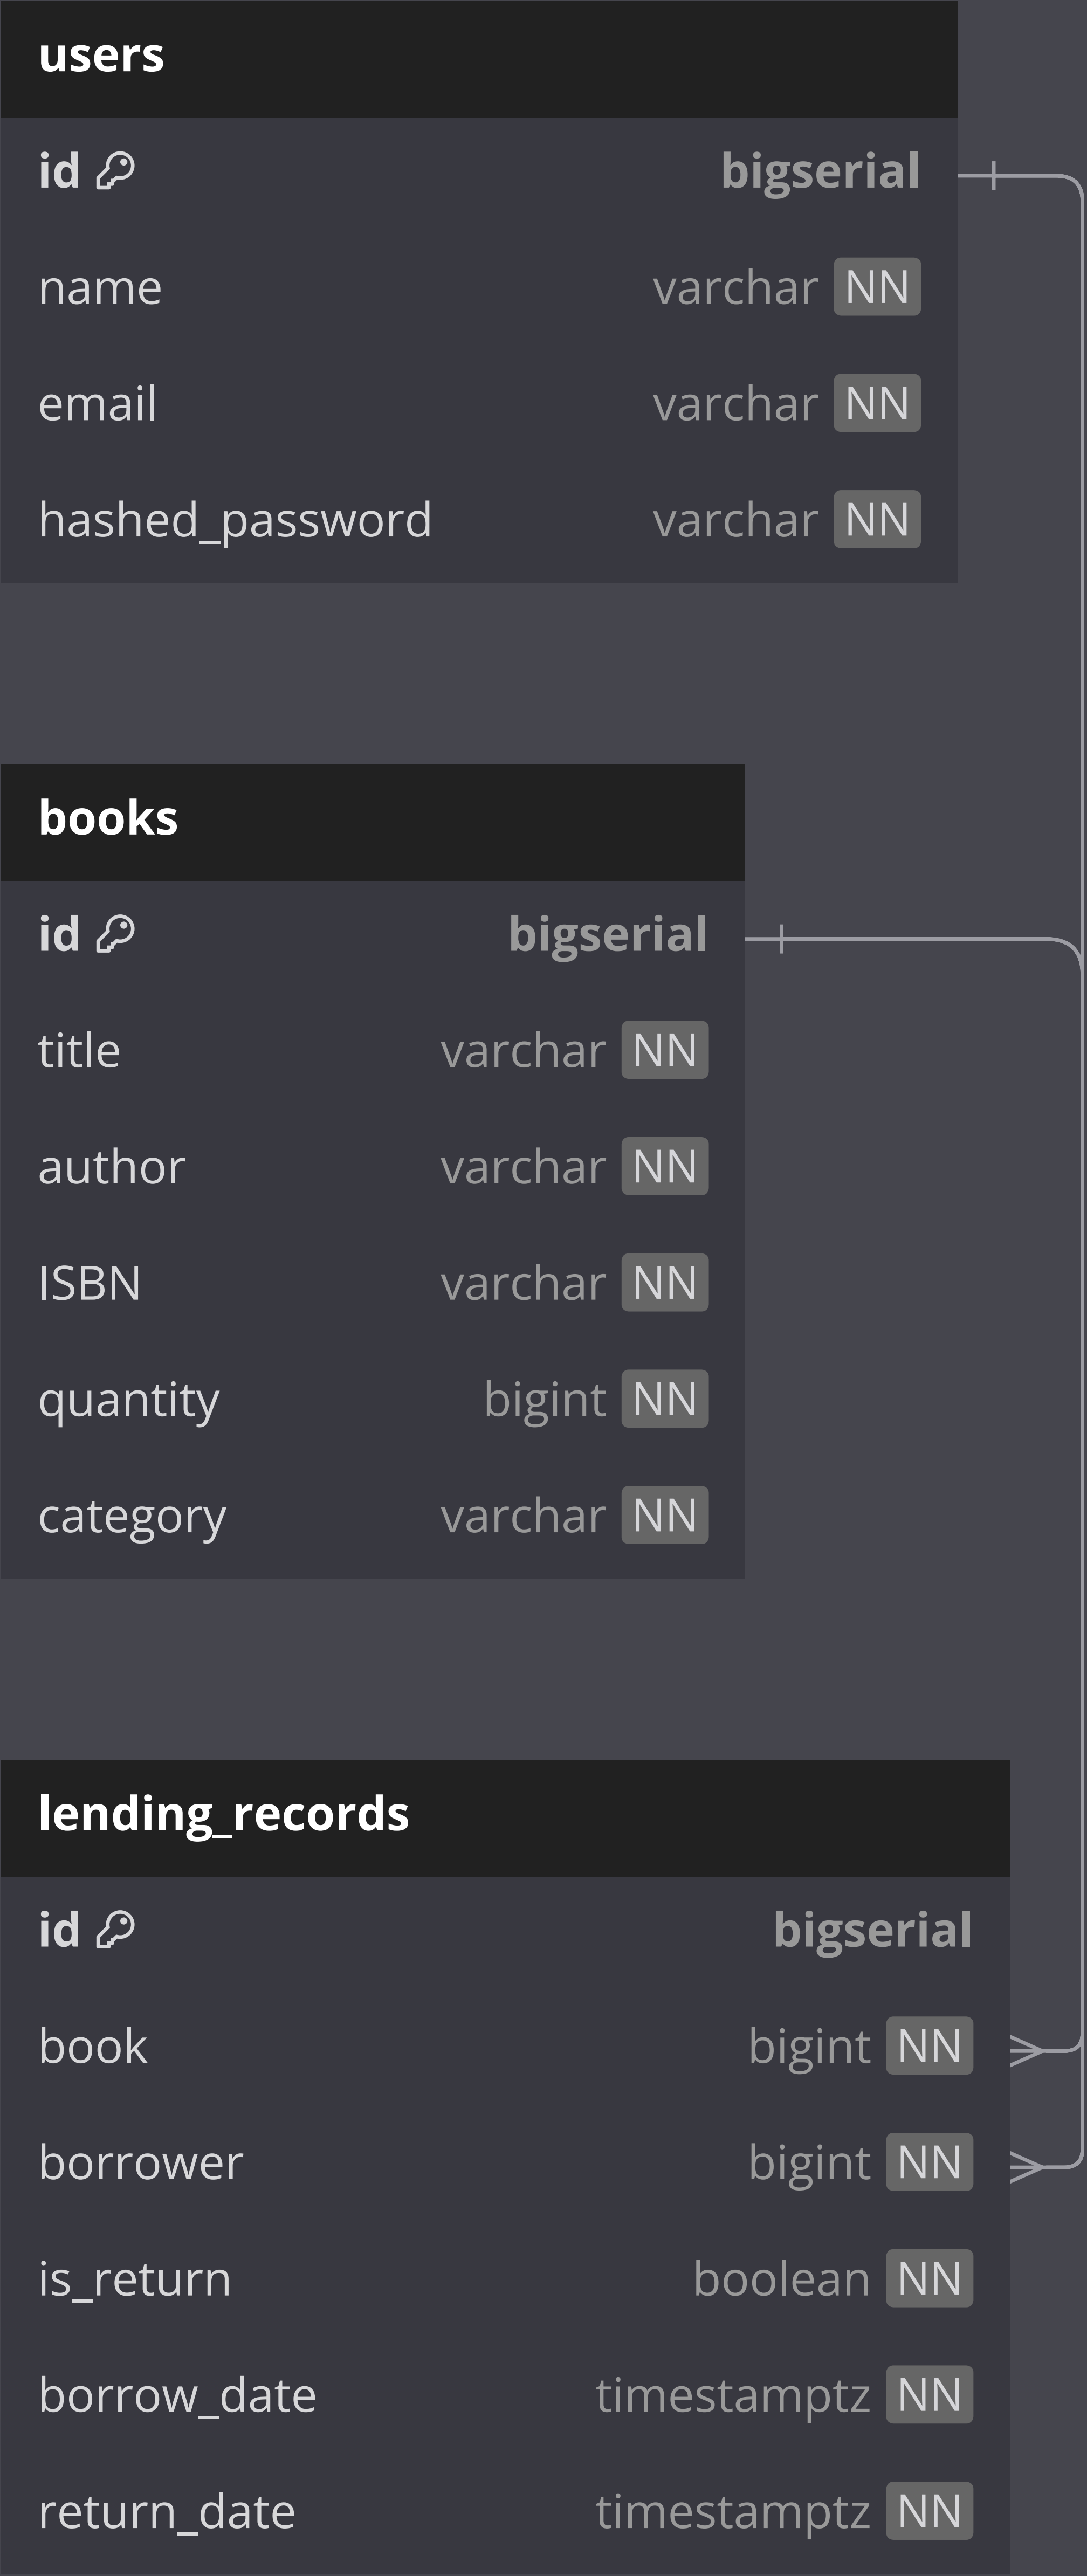 users
id bigserial
name varchar NN
email varchar NN
hashed_password varchar NN
books
id bigserial
title varchar NN
author varchar NN
ISBN varchar NN
quantity bigint NN
category varchar NN
lending_records
id bigserial
book bigint NN
borrower bigint NN
is_return boolean NN
borrow_date timestamptz NN
return_date timestamptz NN